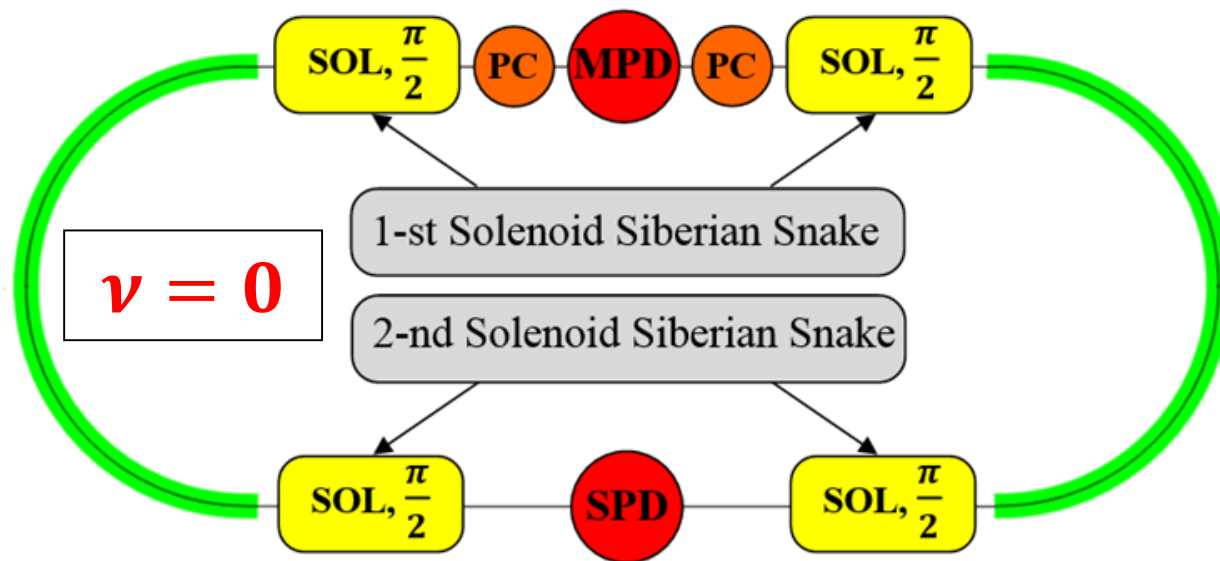 SOL, π/2 PC MPD PC SOL, π/2
1-st Solenoid Siberian Snake
ν = 0
2-nd Solenoid Siberian Snake
SOL, π/2 SPD SOL, π/2